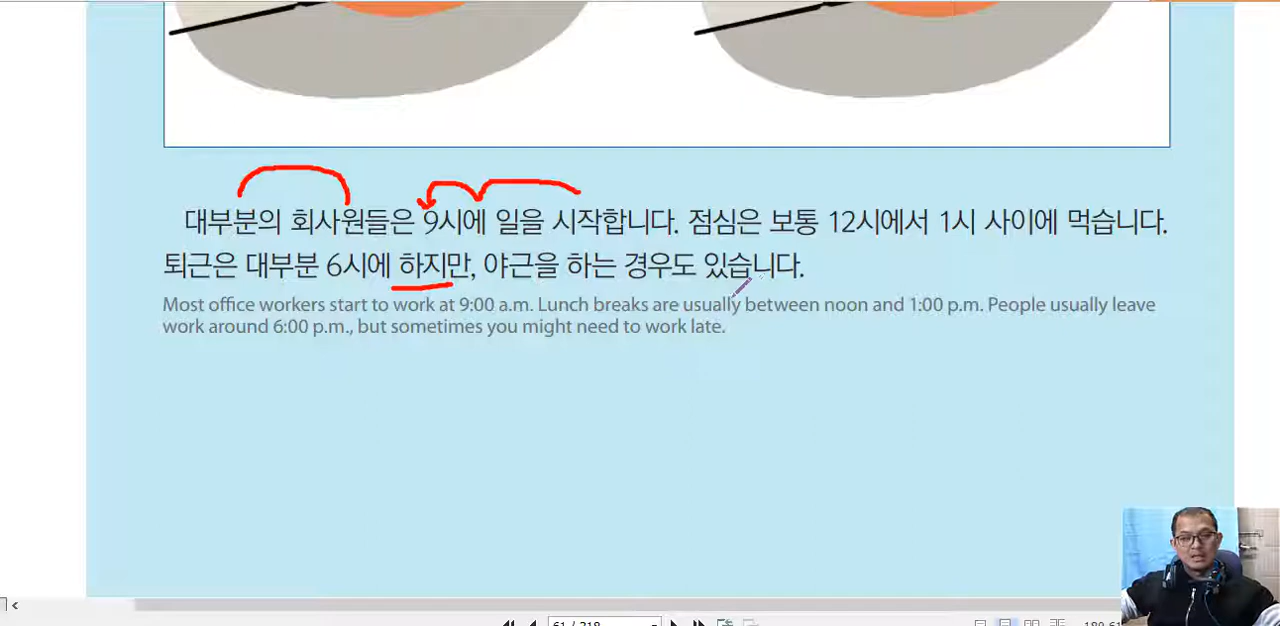 대부분의 회사원들은 9시에 일을 시작합니다. 점심은 보통 12시에서 1시 사이에 먹습니다.
퇴근은 대부분 6시에 하지만, 야근을 하는 경우도 있습니다.
Most office workers start to work at 9:00 a.m. Lunch breaks are usually between noon and 1:00 p.m. People usually leave
work around 6:00 p.m., but sometimes you might need to work late.